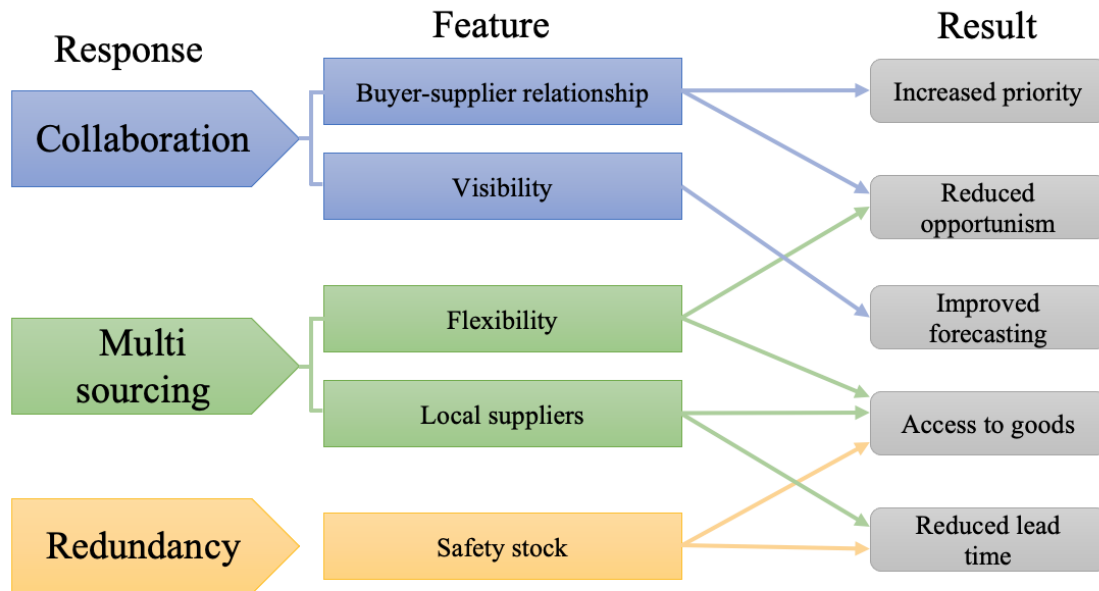 Response
Feature
Result
Collaboration
Buyer-supplier relationship
Visibility
Increased priority
Reduced
opportunism
Multi
sourcing
Flexibility
Local suppliers
Improved
forecasting
Access to goods
Redundancy
Safety stock
Reduced lead
time